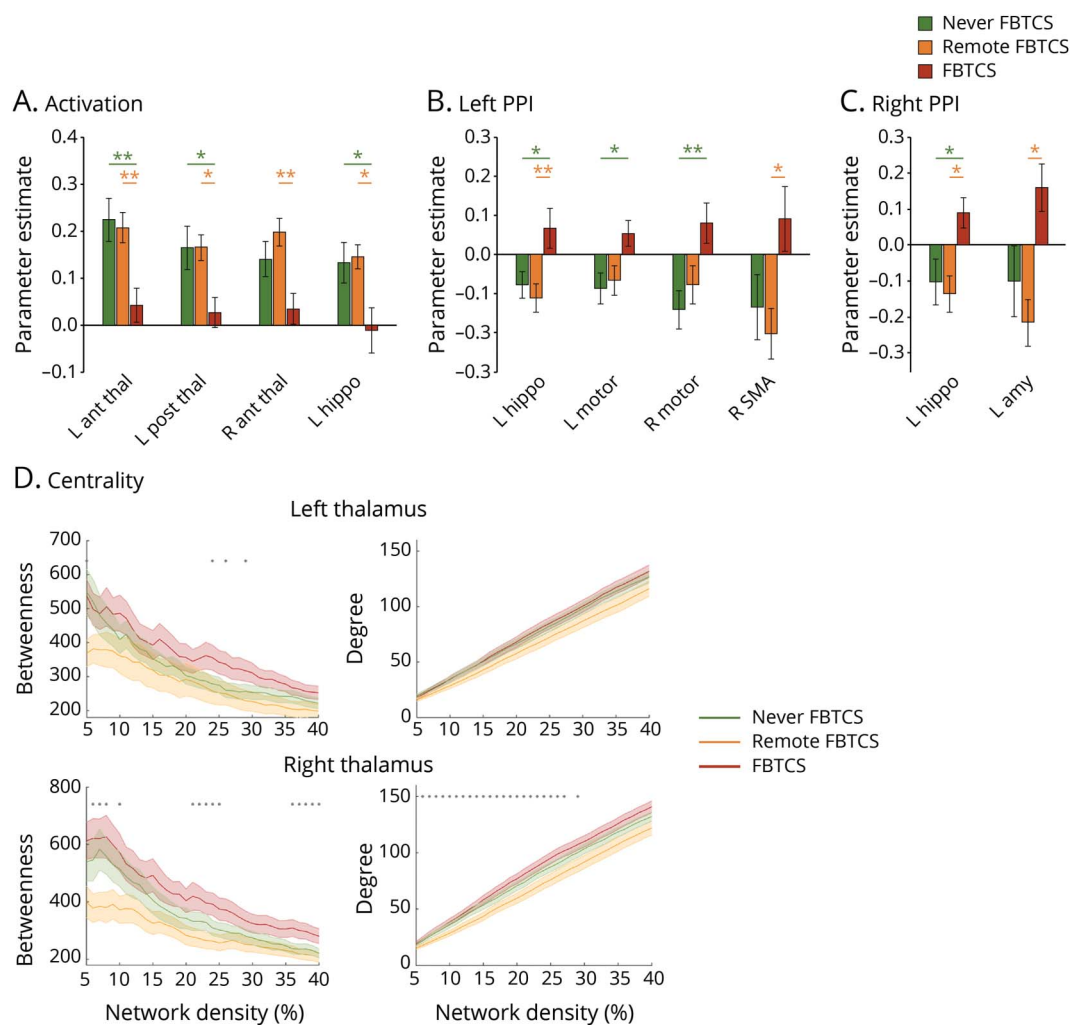 Never FBTCS
Remote FBTCS
FBTCS
A. Activation
B. Left PPI
C. Right PPI
Parameter estimate
0.4
0.3
0.2
0.1
0.0
–0.1
** * *
** * ** *
L ant thal
L post thal
R ant thal
L hippo
Parameter estimate
0.3
0.2
0.1
0.0
–0.1
–0.3
0.3
* * **
** *
L hippo
L motor
R motor
R SMA
Parameter estimate
0.3
0.2
0.1
0.0
–0.1
–0.2
–0.3
* *
*
L hippo
L amy
D. Centrality
Left thalamus
Betweenness
700
600
500
400
300
200
5 10 15 20 25 30 35 40
Degree
150
100
50
0
5 10 15 20 25 30 35 40
Never FBTCS
Remote FBTCS
FBTCS
Right thalamus
Betweenness
800
600
400
200
5 10 15 20 25 30 35 40
Network density (%)
Degree
150
100
50
0
5 10 15 20 25 30 35 40
Network density (%)